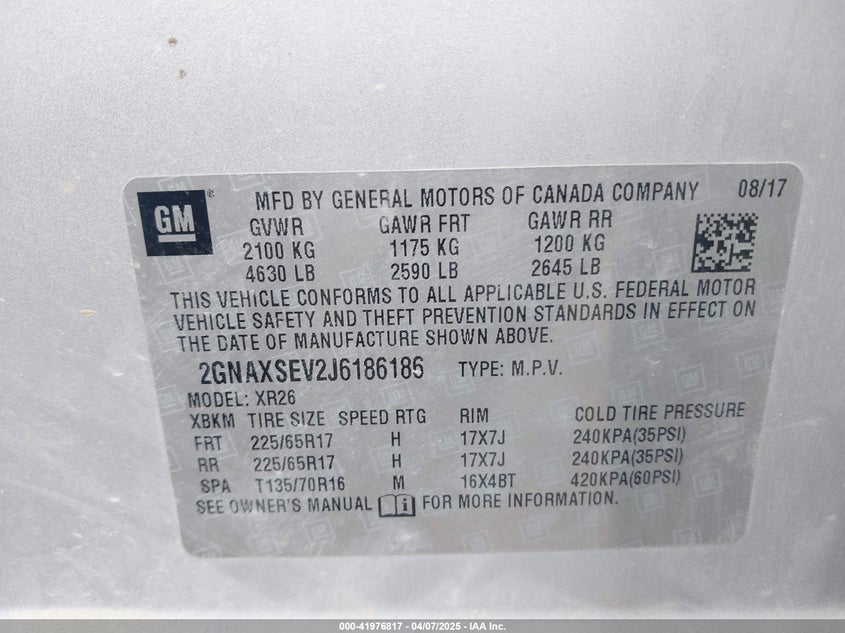 GM ® MFD BY GENERAL MOTORS OF CANADA COMPANY 08/17
GVWR GAWR FRT GAWR RR
2100 KG 1175 KG 1200 KG
4630 LB 2590 LB 2645 LB
THIS VEHICLE CONFORMS TO ALL APPLICABLE U.S. FEDERAL MOTOR
VEHICLE SAFETY AND THEFT PREVENTION STANDARDS IN EFFECT ON
THE DATE OF MANUFACTURE SHOWN ABOVE.
2GNAXSEV2J6186186 TYPE: M.P.V.
MODEL: XR26
XBKM TIRE SIZE SPEED RTG RIM COLD TIRE PRESSURE
FRT 225/65R17 H 17X7J 240KPA(35PSI)
RR 225/65R17 H 17X7J 240KPA(35PSI)
SPA T135/70R16 M 16X4BT 420KPA(60PSI)
SEE OWNER'S MANUAL i FOR MORE INFORMATION.
000-41976817 - 04/07/2025 - IAA Inc.